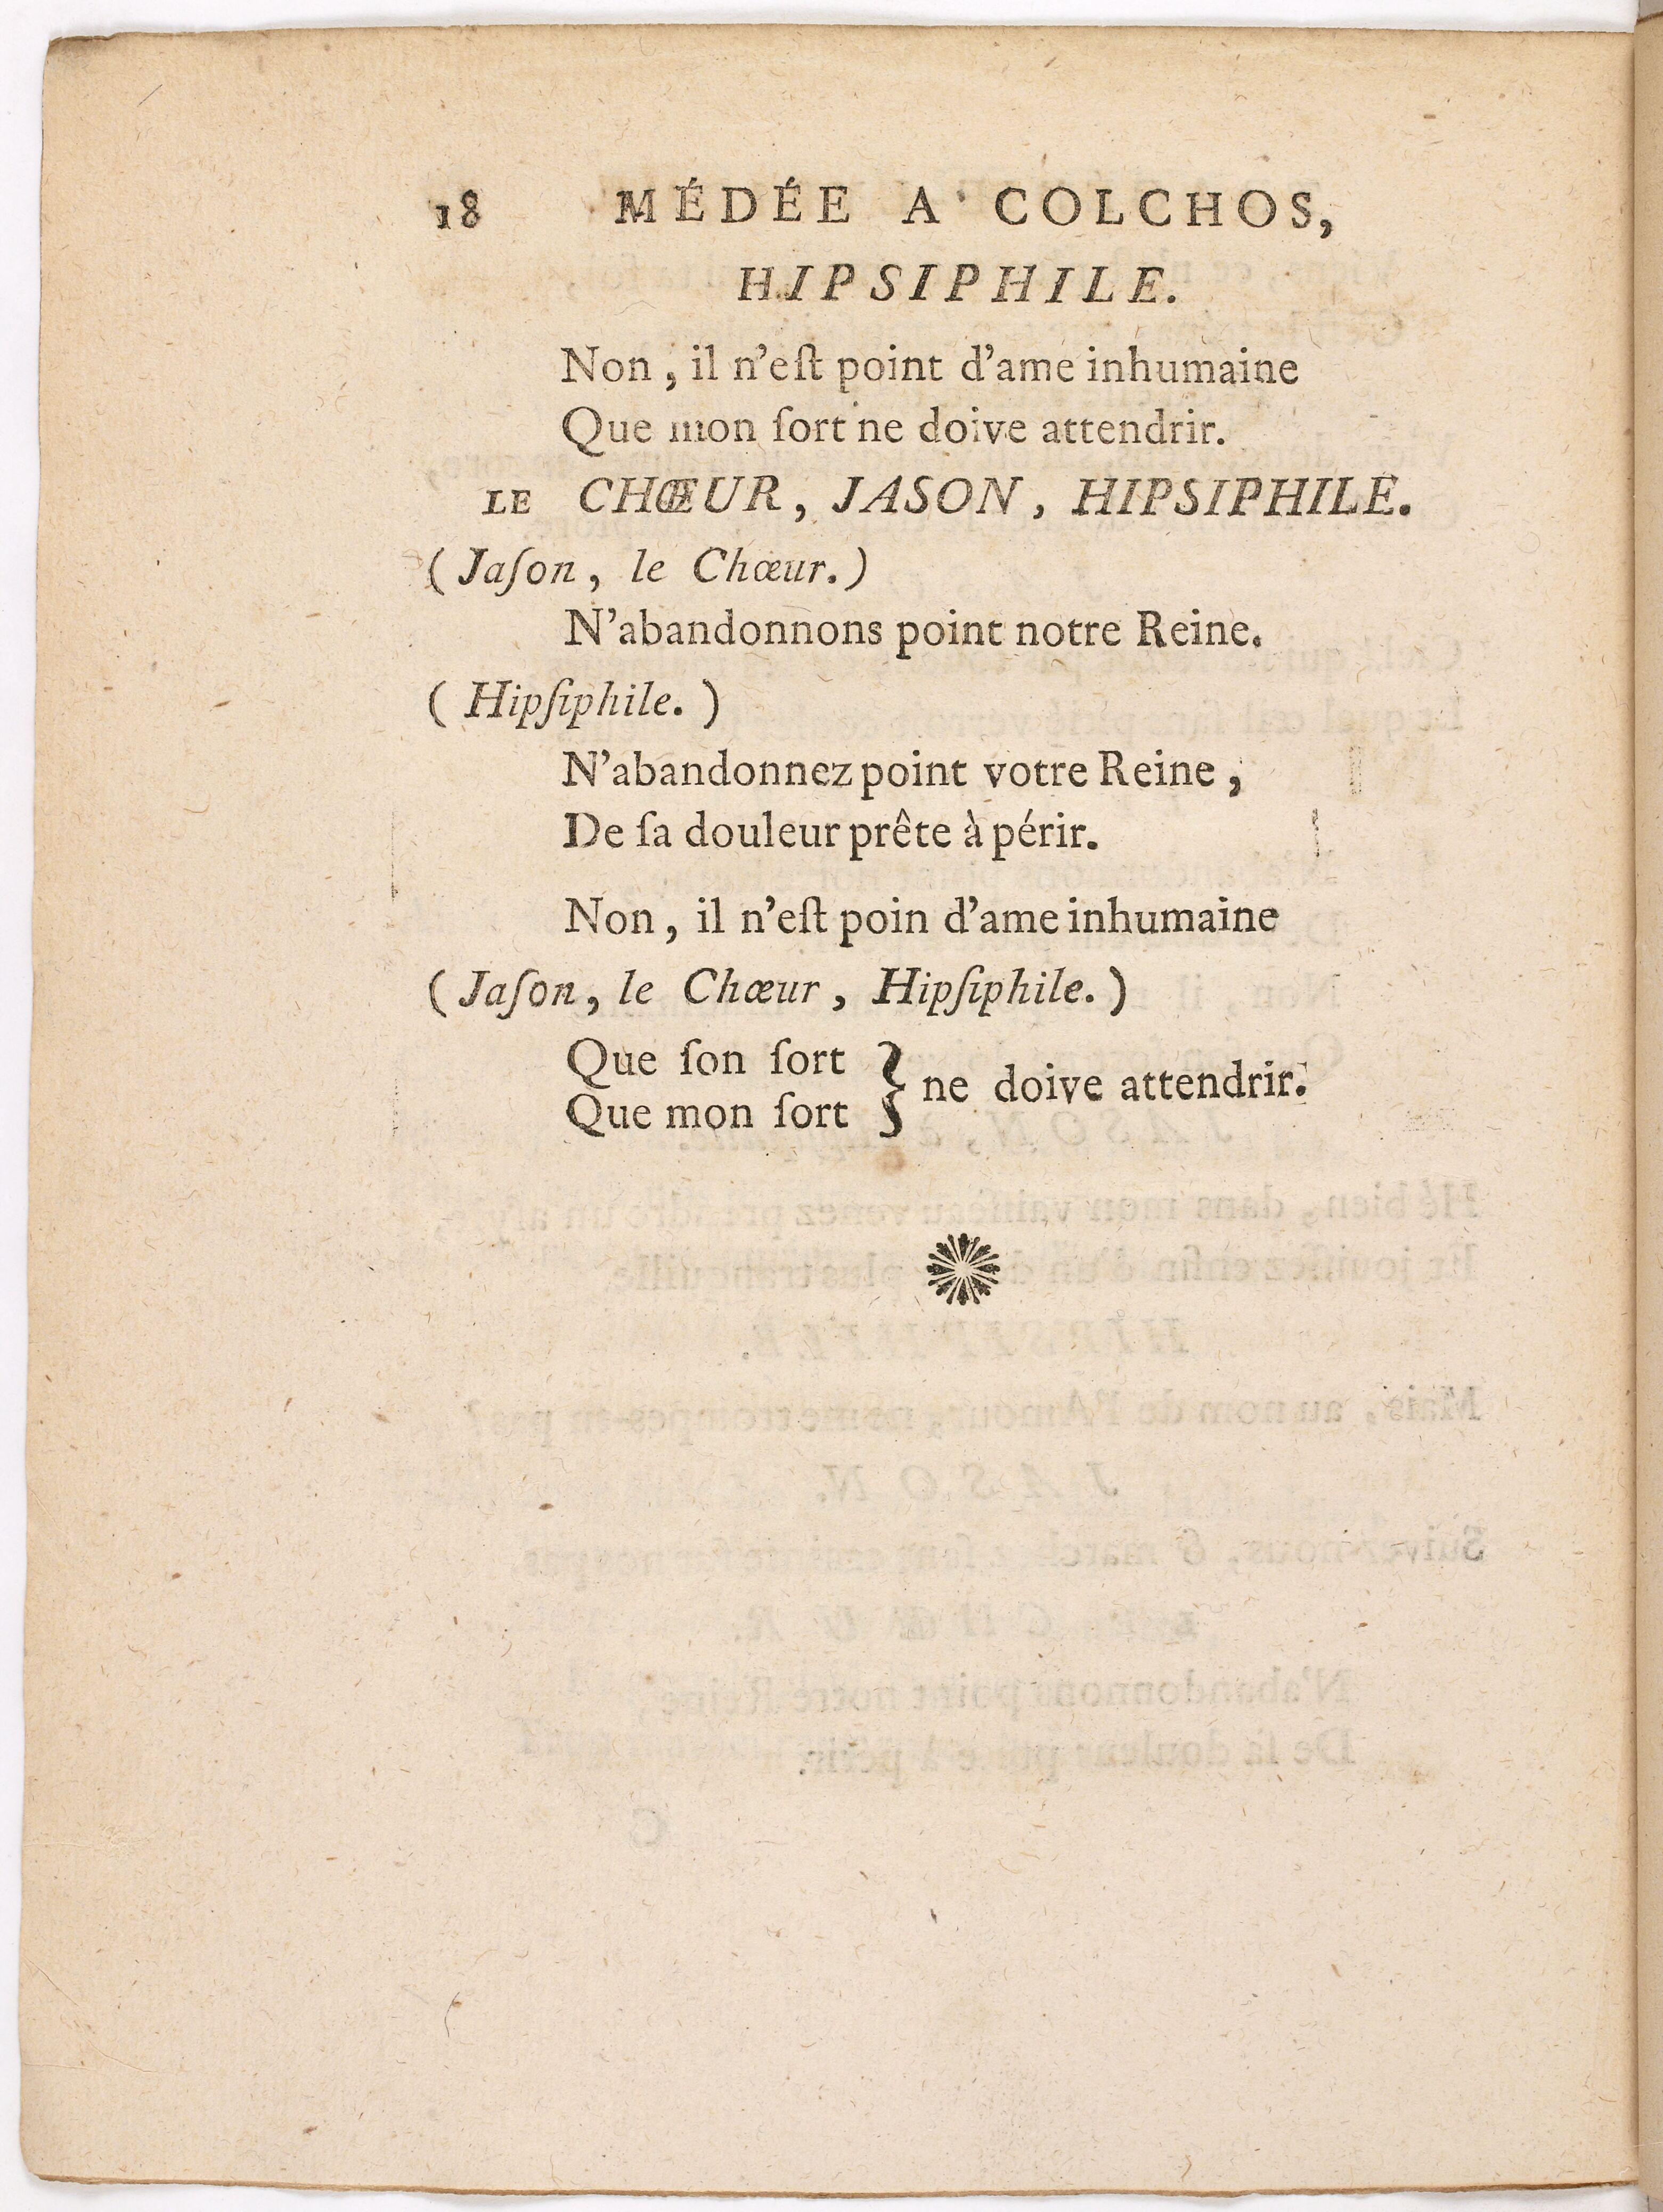 18 MÉDÉE A COLCHOS,
HIPSIPHILE.
Non, il n'eſt point d'ame inhumaine
Que mon ſort ne doive attendrir.
LE CHŒUR, JASON, HIPSIPHILE.
(Jaſon, le Chœur.)
N'abandonnons point notre Reine.
(Hipſiphile.)
N'abandonnez point votre Reine,
De ſa douleur prête à périr.
Non, il n'eſt poin d'ame inhumaine
(Jaſon, le Chœur, Hipſiphile.)
Que ſon ſort
Que mon ſort } ne doive attendrir.